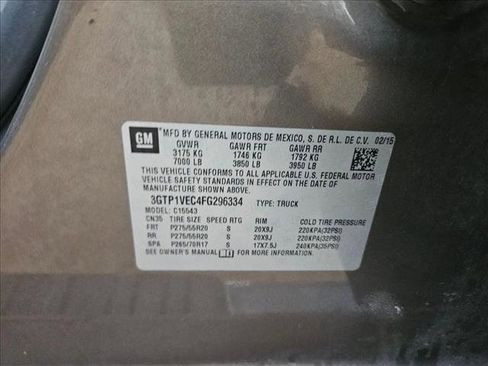 GM
MFD BY GENERAL MOTORS DE MEXICO, S. DE R.L. DE C.V. 02/15
GVWR GAWR FRT GAWR RR
3175 KG 1746 KG 1792 KG
7000 LB 3850 LB 3950 LB
THIS VEHICLE CONFORMS TO ALL APPLICABLE U.S. FEDERAL MOTOR
VEHICLE SAFETY STANDARDS IN EFFECT ON THE DATE OF
MANUFACTURE SHOWN ABOVE.
3GTP1VEC4FG296334 TYPE: TRUCK
MODEL: C15543
CN35 TIRE SIZE SPEED RTG RIM COLD TIRE PRESSURE
FRT P275/55R20 S 20X9J 220KPA(32PSI)
RR P275/55R20 S 20X9J 220KPA(32PSI)
SPA P265/70R17 S 17X7.5J 240KPA(35PSI)
SEE OWNER'S MANUAL FOR MORE INFORMATION.